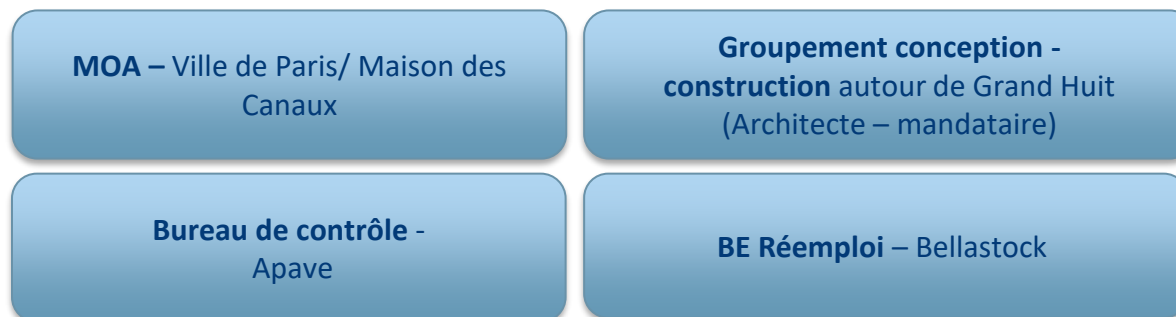 MOA – Ville de Paris/ Maison des
Canaux
Groupement conception -
construction autour de Grand Huit
(Architecte – mandataire)
Bureau de contrôle -
Apave
BE Réemploi – Bellastock